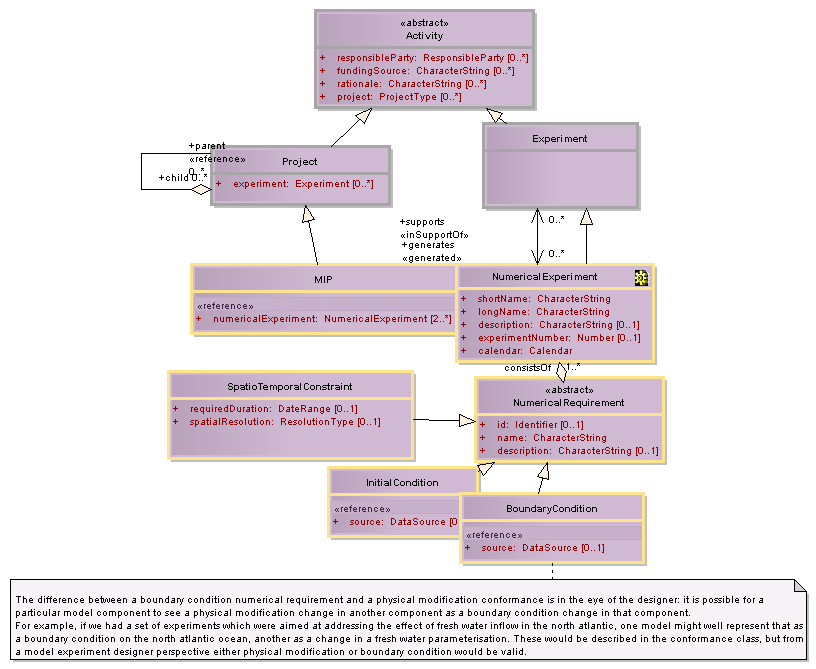 «abstract»
Activity
+ responsibleParty: ResponsibleParty [0..*]
+ fundingSource: CharacterString [0..*]
+ rationale: CharacterString [0..*]
+ project: ProjectType [0..*]
Experiment
+parent
«reference»
0..*
+child 0..*
Project
+ experiment: Experiment [0..*]
+supports
«inSupportOf»
+generates
«generated»
0..*
0..*
MIP
«reference»
+ numericalExperiment: NumericalExperiment [2..*]
NumericalExperiment
+ shortName: CharacterString
+ longName: CharacterString
+ description: CharacterString [0..1]
+ experimentNumber: Number [0..1]
+ calendar: Calendar
consistsOf 1..*
«abstract»
NumericalRequirement
+ id: Identifier [0..1]
+ name: CharacterString
+ description: CharacterString [0..1]
SpatioTemporalConstraint
+ requiredDuration: DateRange [0..1]
+ spatialResolution: ResolutionType [0..1]
InitialCondition
«reference»
+ source: DataSource [0
BoundaryCondition
«reference»
+ source: DataSource [0..1]
The difference between a boundary condition numerical requirement and a physical modification conformance is in the eye of the designer: it is possible for a
particular model component to see a physical modification change in another component as a boundary condition change in that component.
For example, if we had a set of experiments which were aimed at addressing the effect of fresh water inflow in the north atlantic, one model might well represent that as
a boundary condition on the north atlantic ocean, another as a change in a fresh water parameterisation. These would be described in the conformance class, but from
a model experiment designer perspective either physical modification or boundary condition would be valid.